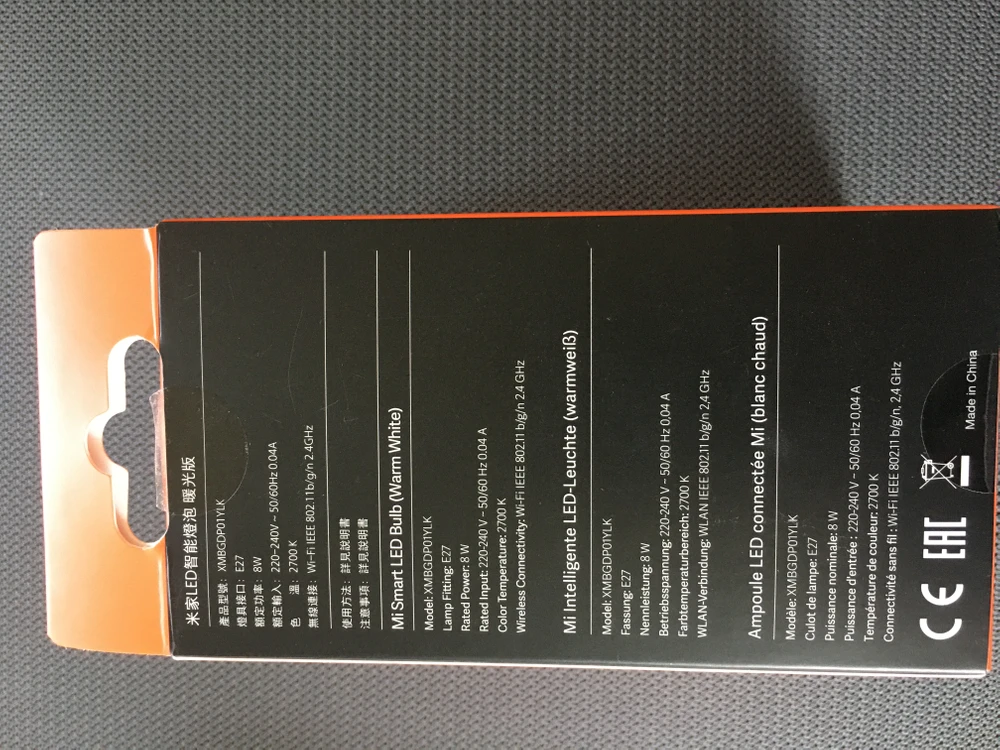 米家LED智能燈泡 暖光版
產品型號： XMBGDP01YLK
燈具接口： E27
額定功率： 8W
額定輸入： 220-240V ~ 50/60Hz 0.04A
色　　溫： 2700 K
無線連接： Wi-Fi IEEE 802.11b/g/n 2.4GHz
使用方法： 詳見說明書
注意事項： 詳見說明書
Mi Smart LED Bulb (Warm White)
Model: XMBGDP01YLK
Lamp Fitting: E27
Rated Power: 8 W
Rated Input: 220-240 V ~ 50/60 Hz 0.04 A
Color Temperature: 2700 K
Wireless Connectivity: Wi-Fi IEEE 802.11 b/g/n 2.4 GHz
Mi Intelligente LED-Leuchte (warmweiß)
Model: XMBGDP01YLK
Fassung: E27
Nennleistung: 8 W
Betriebsspannung: 220-240 V ~ 50/60 Hz 0,04 A
Farbtemperaturbereich: 2700 K
WLAN-Verbindung: WLAN IEEE 802.11 b/g/n 2,4 GHz
Ampoule LED connectée Mi (blanc chaud)
Modèle: XMBGDP01YLK
Culot de lampe: E27
Puissance nominale: 8 W
Puissance d'entrée : 220-240 V ~ 50/60 Hz 0,04 A
Température de couleur: 2700 K
Connectivité sans fil : Wi-Fi IEEE 802.11 b/g/n, 2,4 GHz
CE EAC Made in China